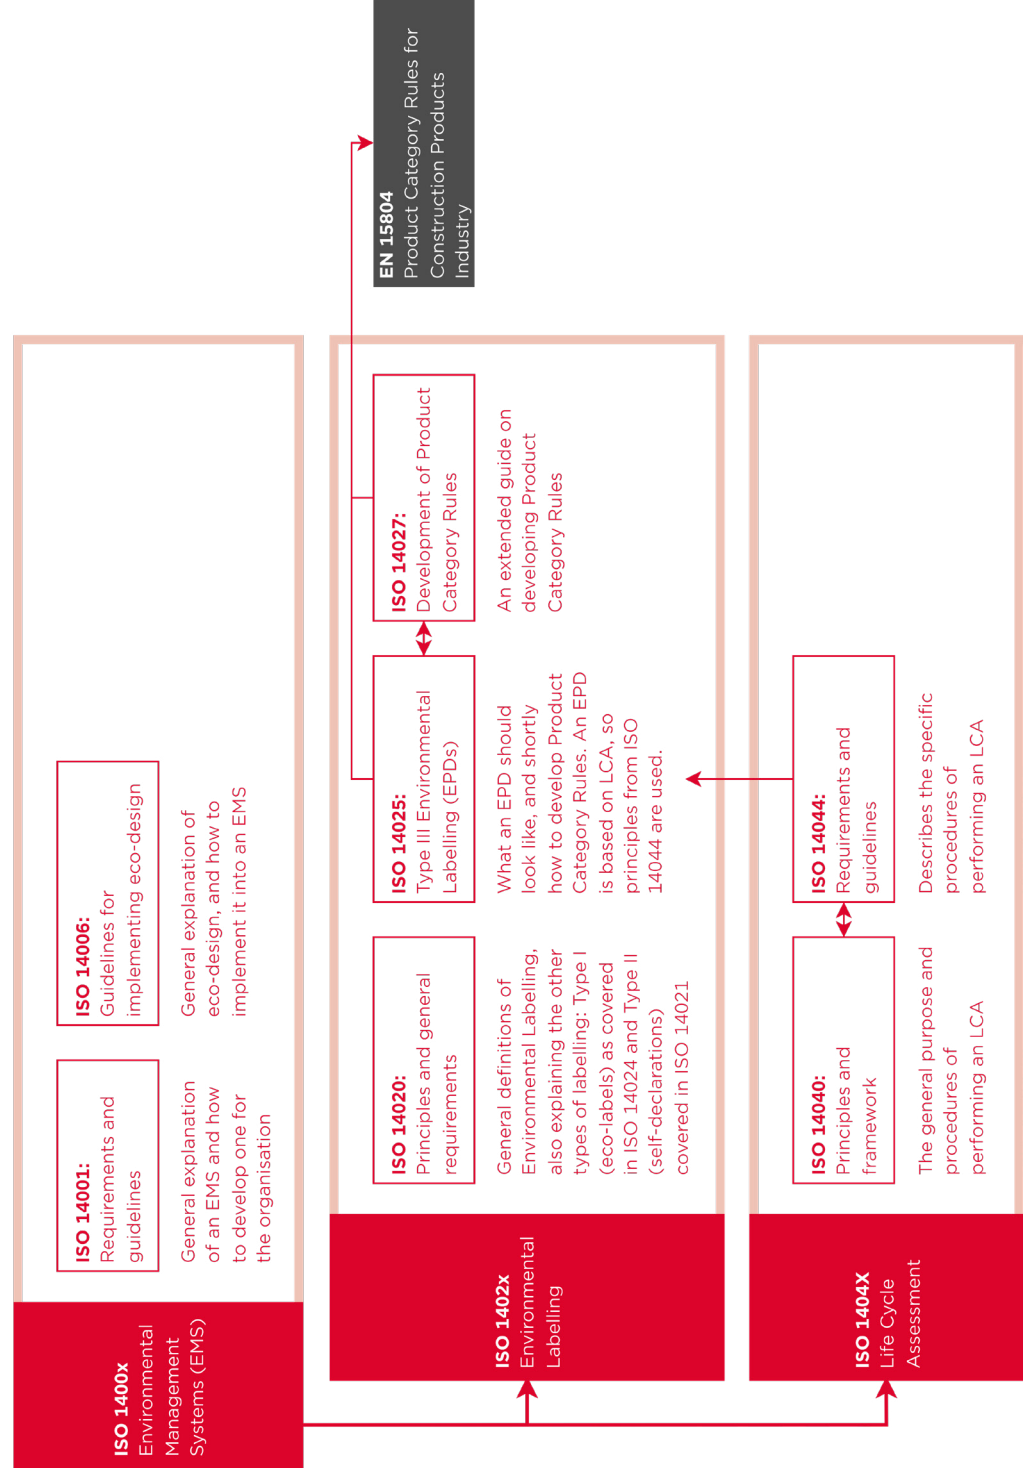 ISO 1400x
Environmental
Management
Systems (EMS)
ISO 14001:
Requirements and
guidelines
General explanation
of an EMS and how
to develop one for
the organisation
ISO 14006:
Guidelines for
implementing eco-design
General explanation of
eco-design, and how to
implement it into an EMS
ISO 1402x
Environmental
Labelling
ISO 14020:
Principles and general
requirements
General definitions of
Environmental Labelling,
also explaining the other
types of labelling: Type I
(eco-labels) as covered
in ISO 14024 and Type II
(self-declarations)
covered in ISO 14021
ISO 14025:
Type III Environmental
Labelling (EPDs)
What an EPD should
look like, and shortly
how to develop Product
Category Rules. An EPD
is based on LCA, so
principles from ISO
14044 are used.
ISO 14027:
Development of Product
Category Rules
An extended guide on
developing Product
Category Rules
EN 15804
Product Category Rules for
Construction Products
Industry
ISO 1404X
Life Cycle
Assessment
ISO 14040:
Principles and
framework
The general purpose and
procedures of
performing an LCA
ISO 14044:
Requirements and
guidelines
Describes the specific
procedures of
performing an LCA